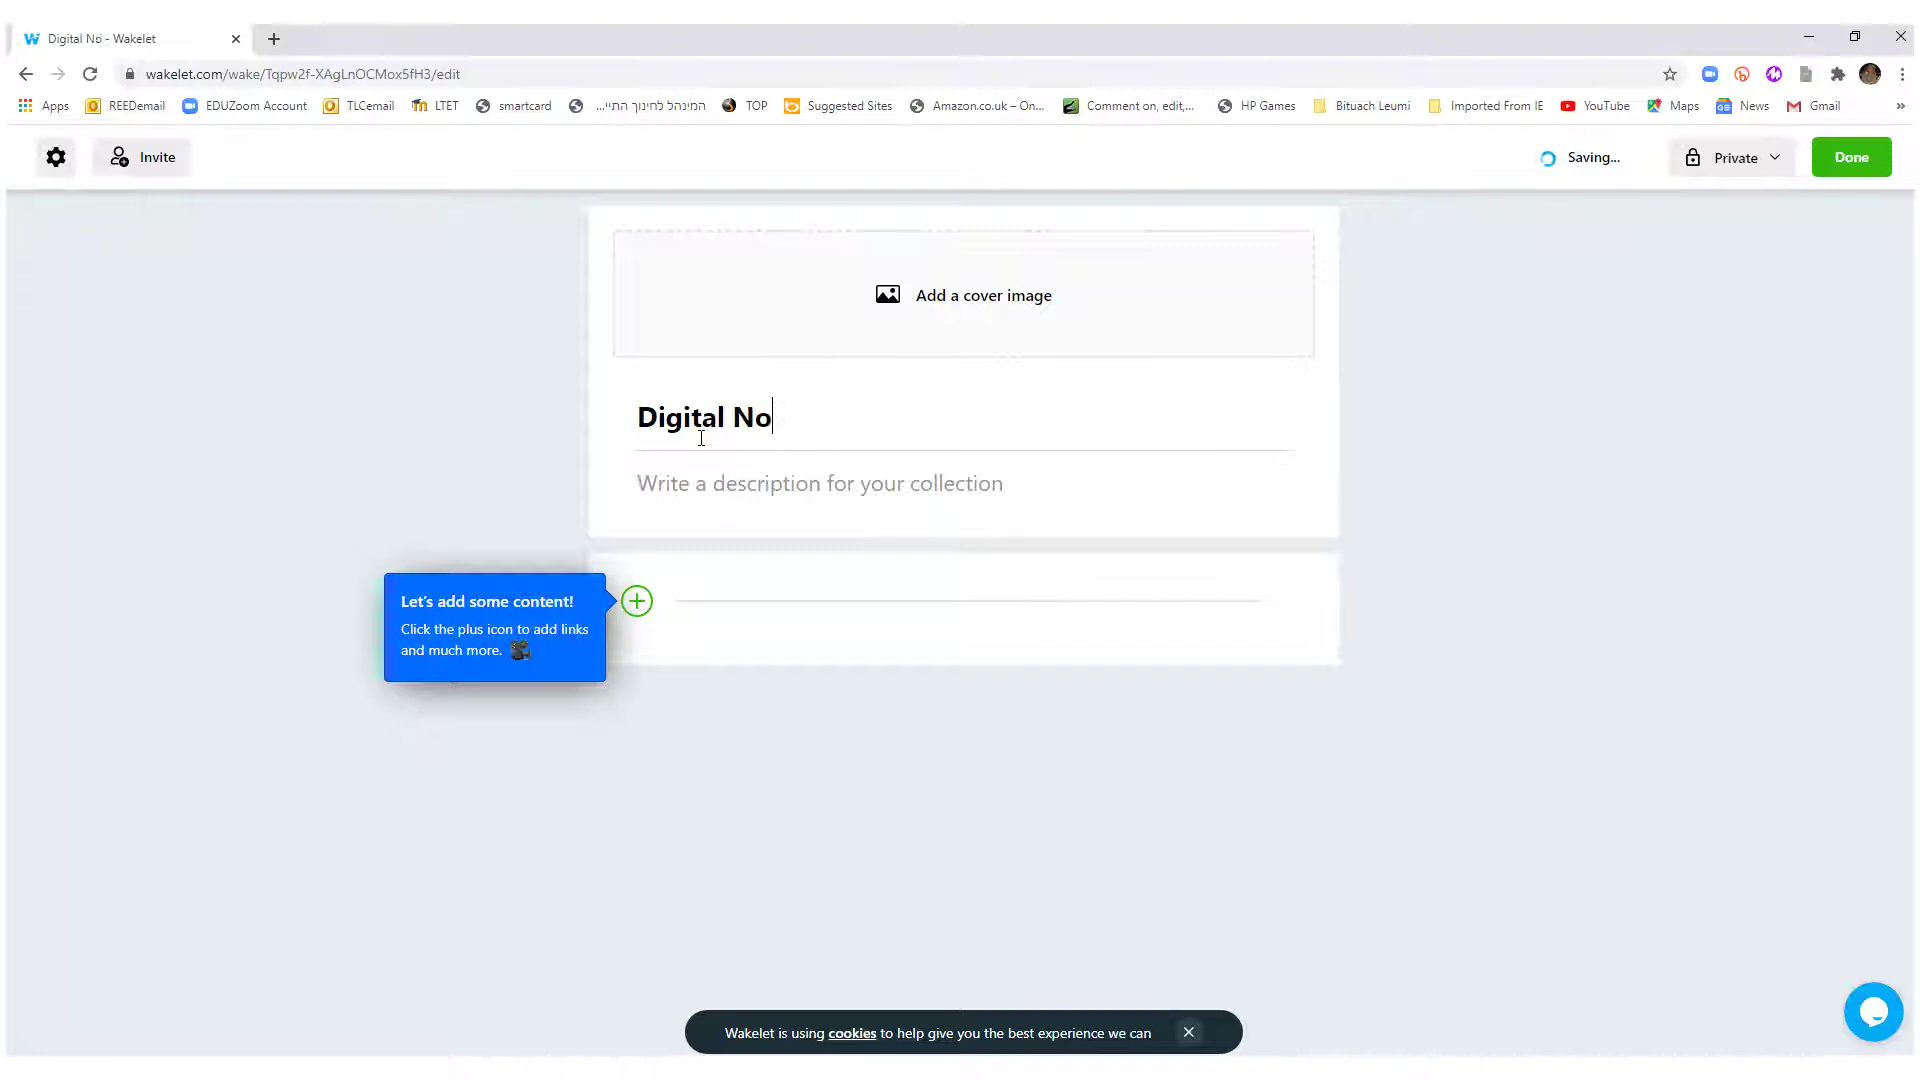 Digital No - Wakelet
wakelet.com/wake/Tqpw2f-XAgLnOCMox5fH3/edit
Apps REEDemail EDUZoom Account TLCemail LTET smartcard המינהל לחינוך התיי... TOP Suggested Sites Amazon.co.uk – On... Comment on, edit,... HP Games Bituach Leumi Imported From IE YouTube Maps News Gmail »
Invite Saving... Private Done
Add a cover image
Digital No
Write a description for your collection
Let's add some content!
Click the plus icon to add links
and much more.
Wakelet is using cookies to help give you the best experience we can